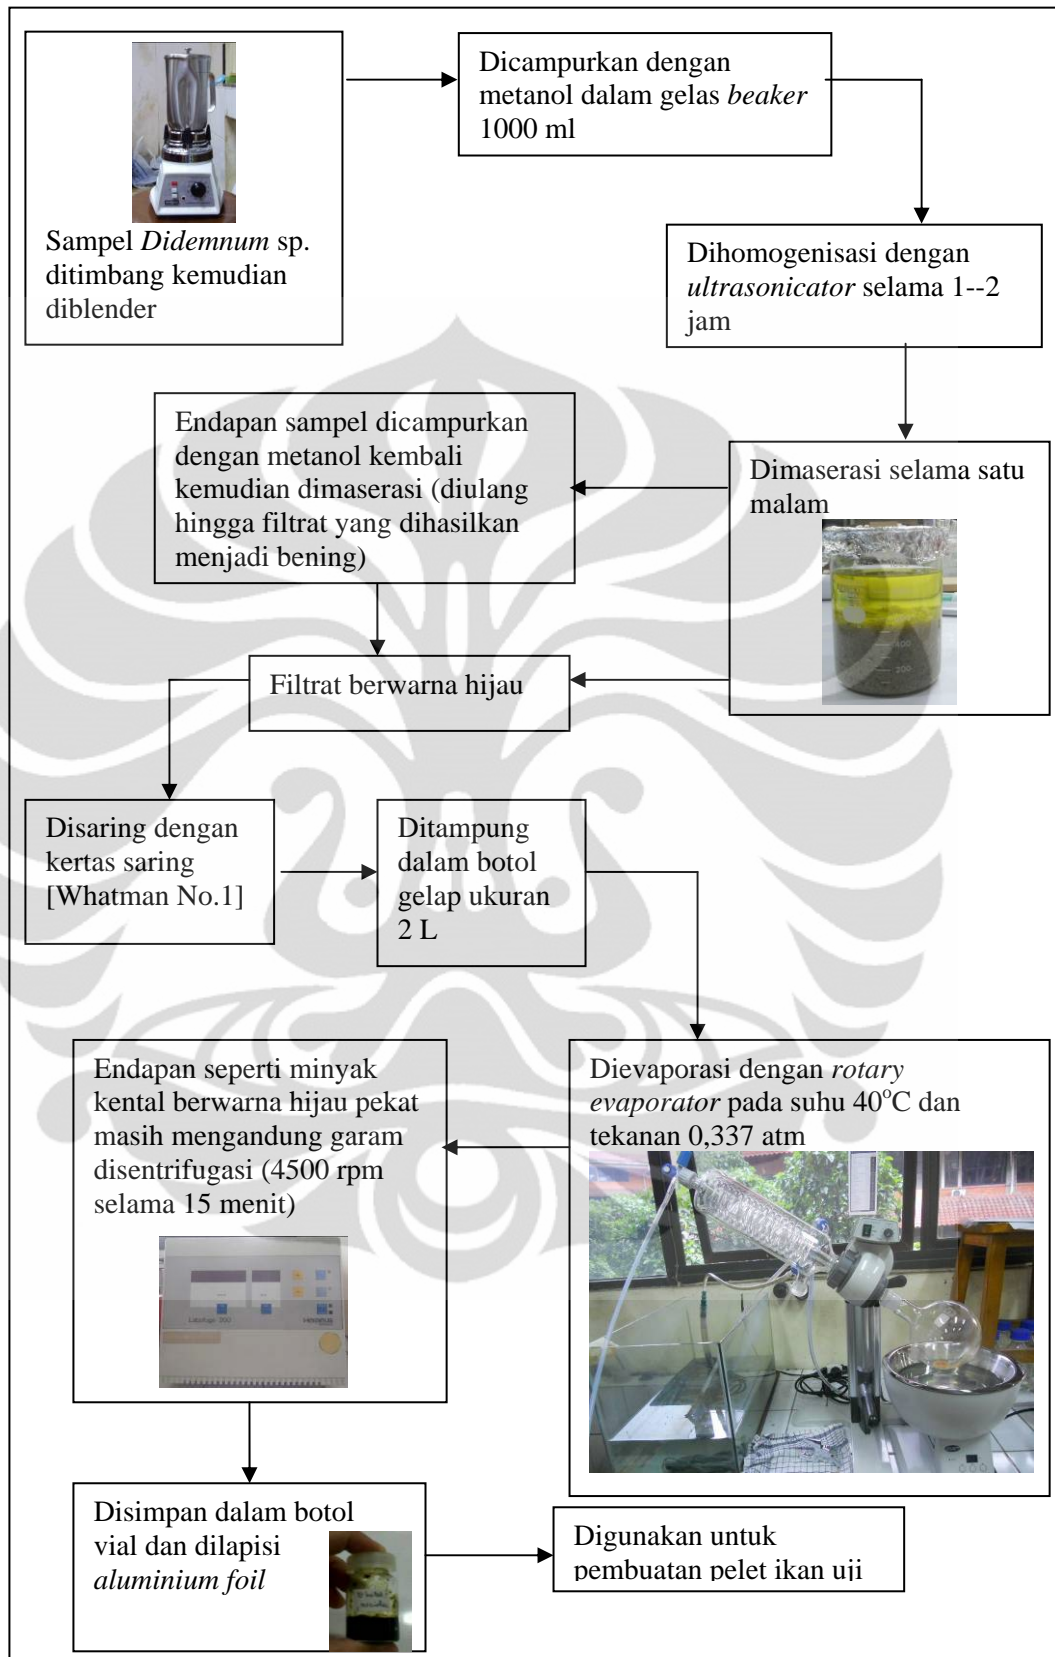 Sampel Didemnum sp.
ditimbang kemudian
diblender
Dicampurkan dengan
metanol dalam gelas beaker
1000 ml
Dihomogenisasi dengan
ultrasonicator selama 1--2
jam
Dimaserasi selama satu
malam
400
200
Endapan sampel dicampurkan
dengan metanol kembali
kemudian dimaserasi (diulang
hingga filtrat yang dihasilkan
menjadi bening)
Filtrat berwarna hijau
Disaring dengan
kertas saring
[Whatman No.1]
Ditampung
dalam botol
gelap ukuran
2 L
Dievaporasi dengan rotary
evaporator pada suhu 40°C dan
tekanan 0,337 atm
Endapan seperti minyak
kental berwarna hijau pekat
masih mengandung garam
disentrifugasi (4500 rpm
selama 15 menit)
Labofuge 200
Heraeus
Disimpan dalam botol
vial dan dilapisi
aluminium foil
Digunakan untuk
pembuatan pelet ikan uji